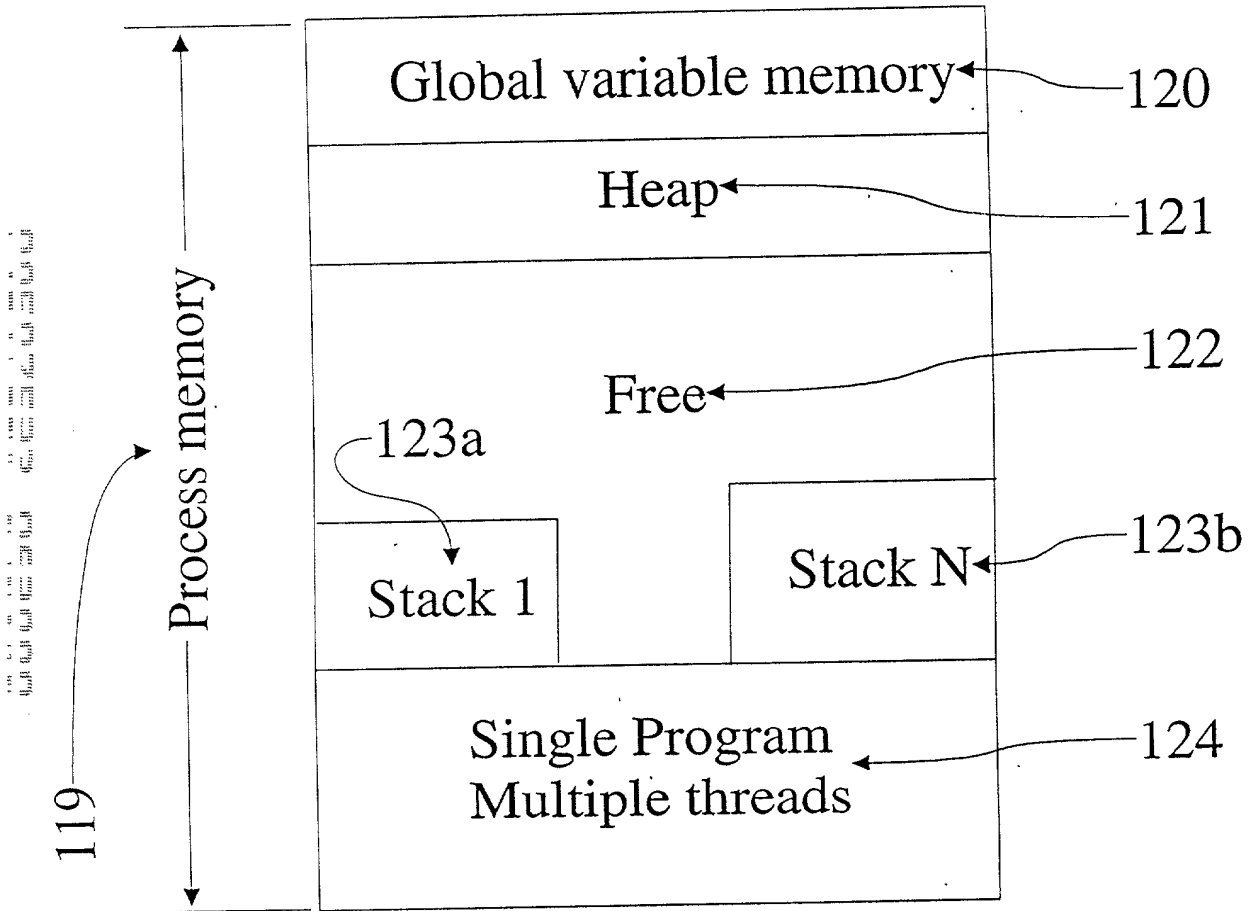 Global variable memory
120
Heap
121
Process memory
119
Free
122
123a
Stack 1
Stack N
123b
Single Program
Multiple threads
124